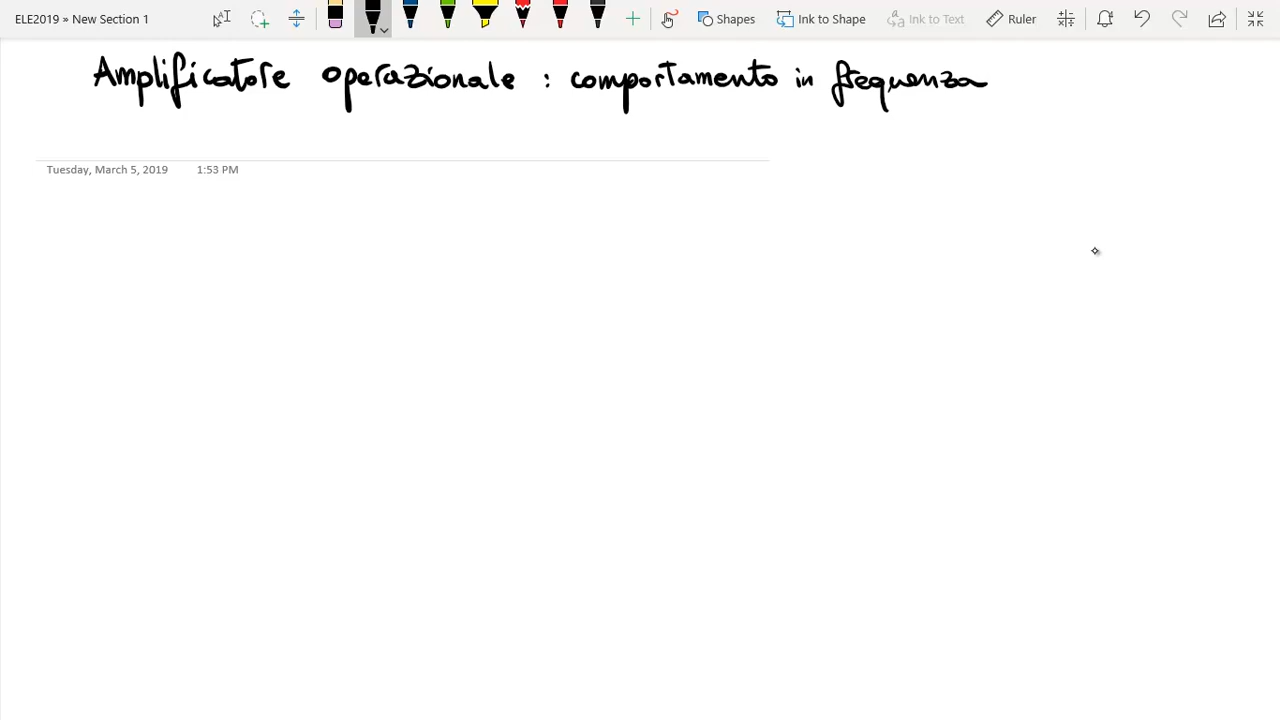 ELE2019 » New Section 1
Shapes
Ink to Shape
Ink to Text
Ruler
Amplificatore operazionale : comportamento in frequenza
Tuesday, March 5, 2019 1:53 PM